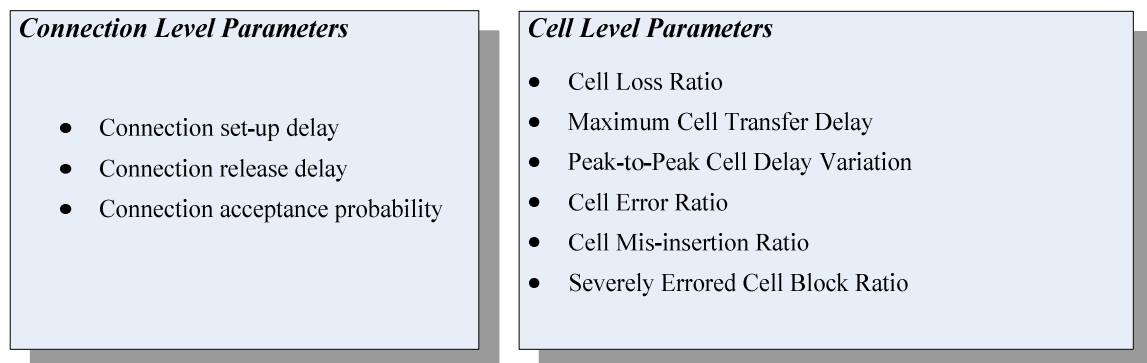 Connection Level Parameters
• Connection set-up delay
• Connection release delay
• Connection acceptance probability
Cell Level Parameters
• Cell Loss Ratio
• Maximum Cell Transfer Delay
• Peak-to-Peak Cell Delay Variation
• Cell Error Ratio
• Cell Mis-insertion Ratio
• Severely Errored Cell Block Ratio